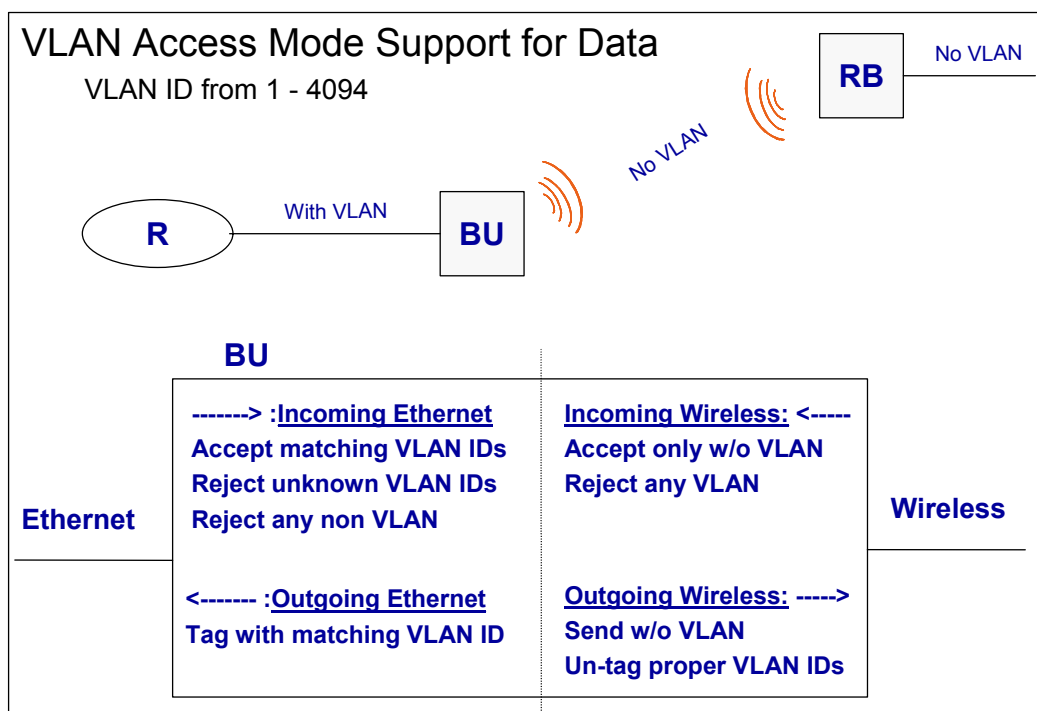 VLAN Access Mode Support for Data
VLAN ID from 1 - 4094
RB
No VLAN
No VLAN
R
With VLAN
BU
BU
-------> :Incoming Ethernet
Accept matching VLAN IDs
Reject unknown VLAN IDs
Reject any non VLAN
Incoming Wireless: <-----
Accept only w/o VLAN
Reject any VLAN
Ethernet
Wireless
<------- :Outgoing Ethernet
Tag with matching VLAN ID
Outgoing Wireless: ----->
Send w/o VLAN
Un-tag proper VLAN IDs